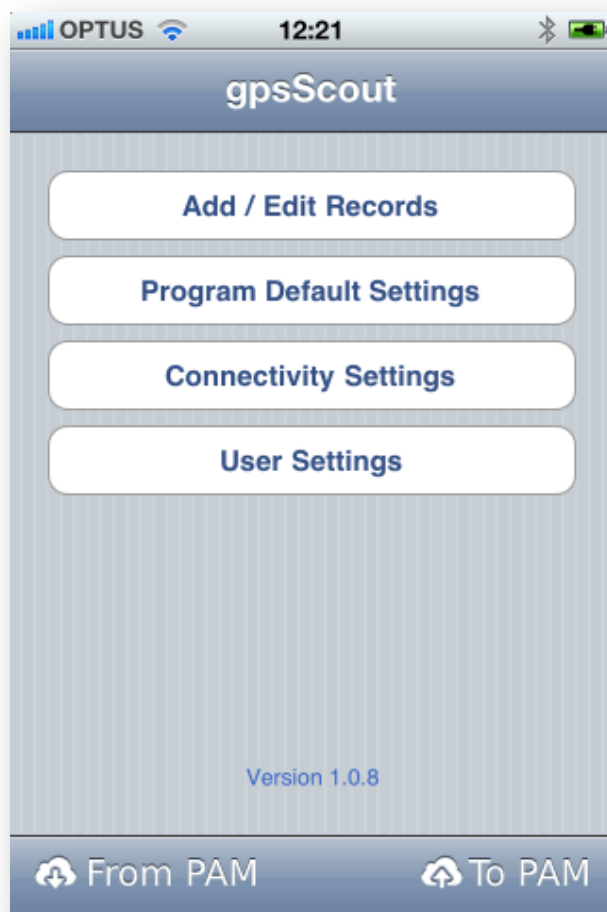 OPTUS 12:21
gpsScout
Add / Edit Records
Program Default Settings
Connectivity Settings
User Settings
Version 1.0.8
From PAM To PAM